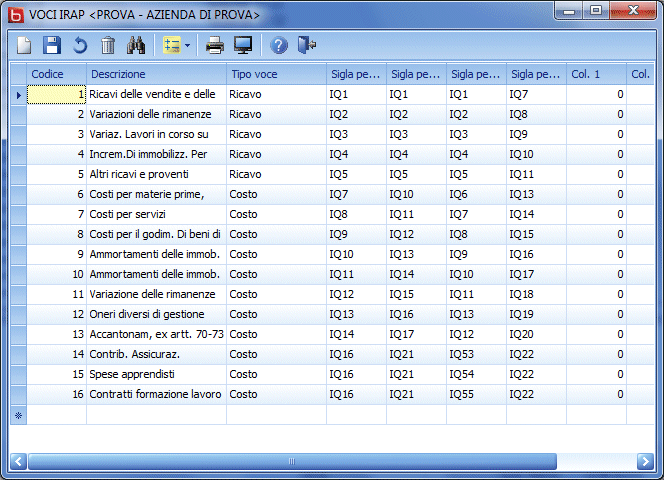 VOCI IRAP <PROVA - AZIENDA DI PROVA>
Codice Descrizione Tipo voce Sigla pe... Sigla pe... Sigla pe... Sigla pe... Col. 1 Col.
1 Ricavi delle vendite e delle Ricavo IQ1 IQ1 IQ1 IQ7 0
2 Variazioni delle rimanenze Ricavo IQ2 IQ2 IQ2 IQ8 0
3 Variaz. Lavori in corso su Ricavo IQ3 IQ3 IQ3 IQ9 0
4 Increm.Di immobilizz. Per Ricavo IQ4 IQ4 IQ4 IQ10 0
5 Altri ricavi e proventi Ricavo IQ5 IQ5 IQ5 IQ11 0
6 Costi per materie prime, Costo IQ7 IQ10 IQ6 IQ13 0
7 Costi per servizi Costo IQ8 IQ11 IQ7 IQ14 0
8 Costi per il godim. Di beni di Costo IQ9 IQ12 IQ8 IQ15 0
9 Ammortamenti delle immob. Costo IQ10 IQ13 IQ9 IQ16 0
10 Ammortamenti delle immob. Costo IQ11 IQ14 IQ10 IQ17 0
11 Variazione delle rimanenze Costo IQ12 IQ15 IQ11 IQ18 0
12 Oneri diversi di gestione Costo IQ13 IQ16 IQ13 IQ19 0
13 Accantonam, ex artt. 70-73 Costo IQ14 IQ17 IQ12 IQ20 0
14 Contrib. Assicuraz. Costo IQ16 IQ21 IQ53 IQ22 0
15 Spese apprendisti Costo IQ16 IQ21 IQ54 IQ22 0
16 Contratti formazione lavoro Costo IQ16 IQ21 IQ55 IQ22 0